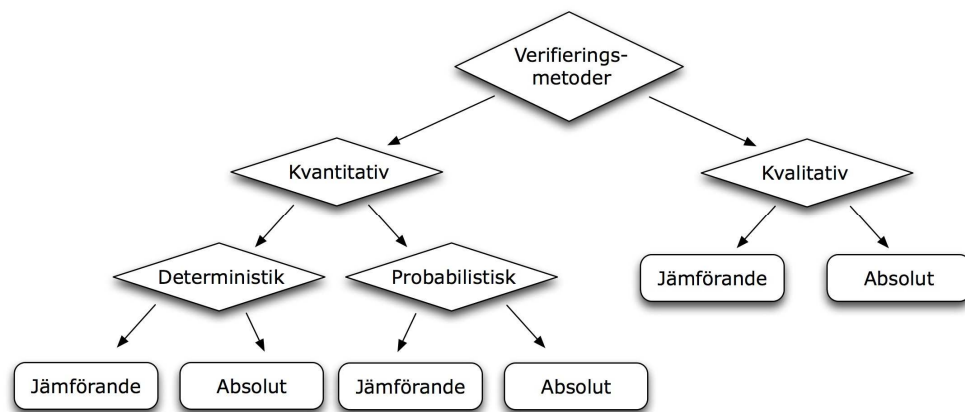 Verifierings-
metoder
Kvantitativ
Kvalitativ
Deterministik
Probabilistisk
Jämförande
Absolut
Jämförande
Absolut
Jämförande
Absolut